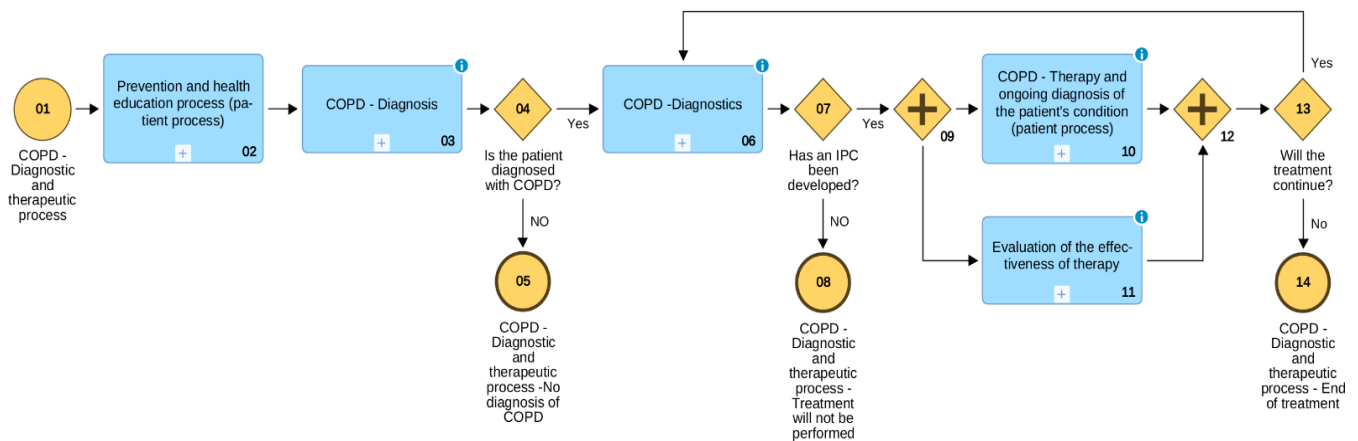 01
COPD -
Diagnostic
and
therapeutic
process
Prevention and health
education process (pa-
tient process)
+
02
i
COPD - Diagnosis
+
03
04
Yes
Is the patient
diagnosed
with COPD?
NO
05
COPD -
Diagnostic
and
therapeutic
process -No
diagnosis of
COPD
i
COPD -Diagnostics
+
06
07
Yes
Has an IPC
been
developed?
NO
08
COPD -
Diagnostic
and
therapeutic
process -
Treatment
will not be
performed
09
i
COPD - Therapy and
ongoing diagnosis of
the patient's condition
(patient process)
+
10
i
Evaluation of the effec-
tiveness of therapy
+
11
12
13
Yes
Will the
treatment
continue?
No
14
COPD -
Diagnostic
and
therapeutic
process - End
of treatment